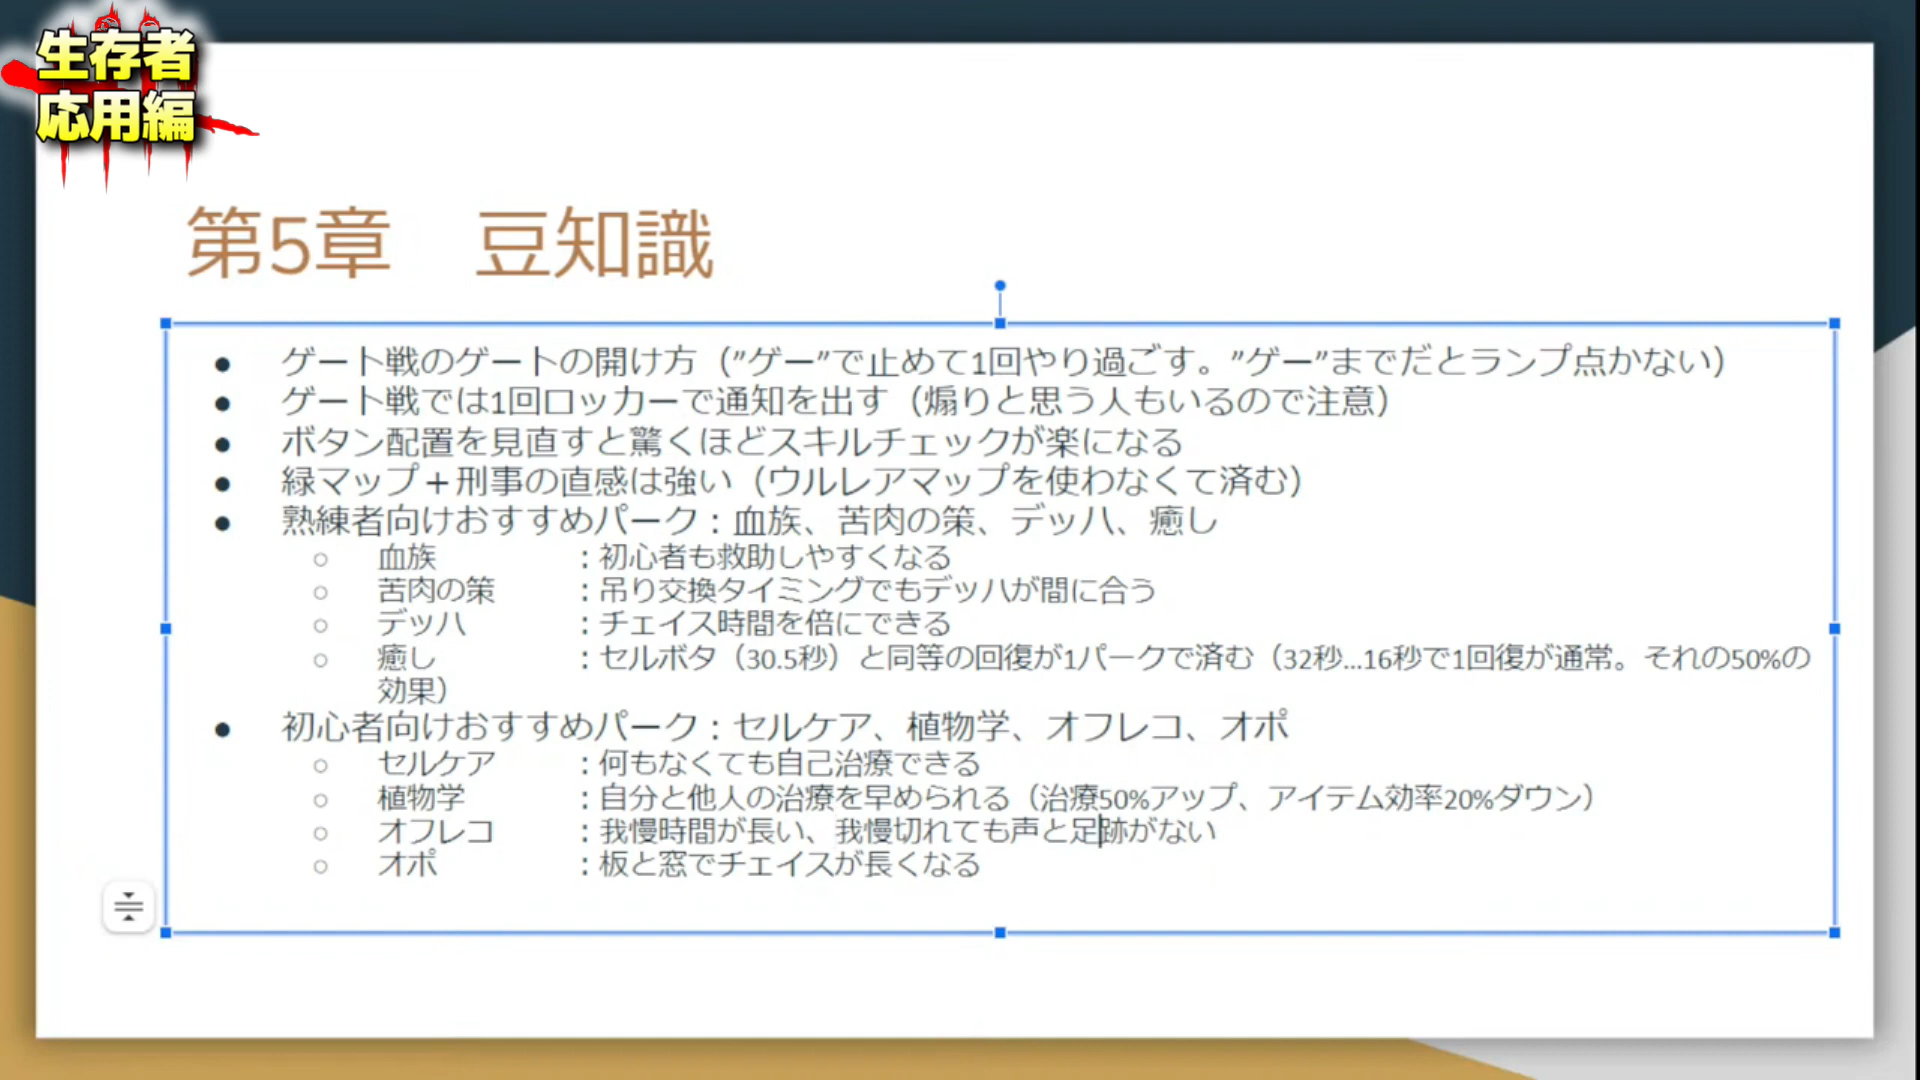 生存者
応用編
第5章　豆知識
● ゲート戦のゲートの開け方（”ゲー”で止めて1回やり過ごす。”ゲー”までだとランプ点かない）
● ゲート戦では1回ロッカーで通知を出す（煽りと思う人もいるので注意）
● ボタン配置を見直すと驚くほどスキルチェックが楽になる
● 緑マップ＋刑事の直感は強い（ウルレアマップを使わなくて済む）
● 熟練者向けおすすめパーク：血族、苦肉の策、デッハ、癒し
○ 血族　：初心者も救助しやすくなる
○ 苦肉の策　：吊り交換タイミングでもデッハが間に合う
○ デッハ　：チェイス時間を倍にできる
○ 癒し　：セルボタ（30.5秒）と同等の回復が1パークで済む（32秒...16秒で1回復が通常。それの50%の
効果）
● 初心者向けおすすめパーク：セルケア、植物学、オフレコ、オポ
○ セルケア　：何もなくても自己治療できる
○ 植物学　：自分と他人の治療を早められる（治療50%アップ、アイテム効率20%ダウン）
○ オフレコ　：我慢時間が長い、我慢切れても声と足跡がない
○ オポ　：板と窓でチェイスが長くなる